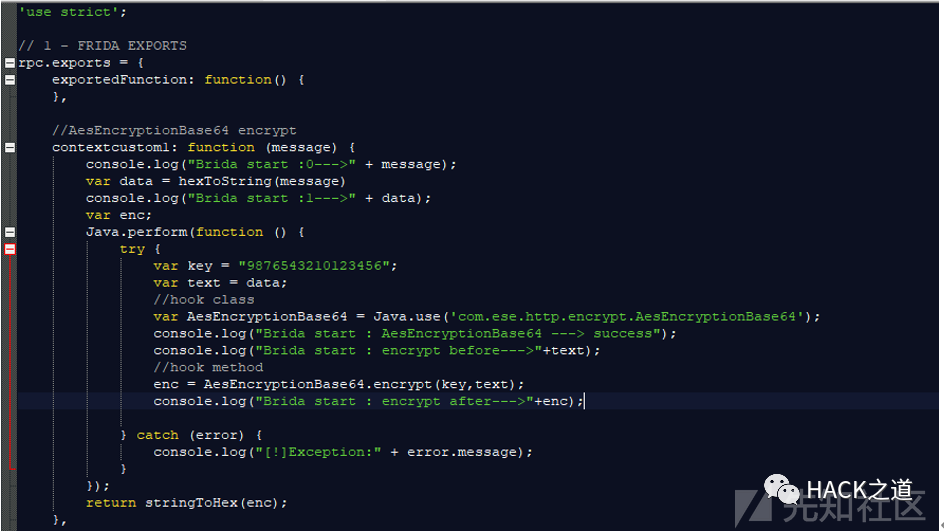 'use strict';

// 1 - FRIDA EXPORTS
rpc.exports = {
    exportedFunction: function() {
    },

    //AesEncryptionBase64 encrypt
    contextcustom1: function (message) {
        console.log("Brida start :0--->" + message);
        var data = hexToString(message)
        console.log("Brida start :1--->" + data);
        var enc;
        Java.perform(function () {
            try {
                var key = "9876543210123456";
                var text = data;
                //hook class
                var AesEncryptionBase64 = Java.use('com.ese.http.encrypt.AesEncryptionBase64');
                console.log("Brida start : AesEncryptionBase64 ---> success");
                console.log("Brida start : encrypt before--->"+text);
                //hook method
                enc = AesEncryptionBase64.encrypt(key,text);
                console.log("Brida start : encrypt after--->"+enc);

            } catch (error) {
                console.log("[!]Exception:" + error.message);
            }
        });
        return stringToHex(enc);
    },
HACK之道
先知社区